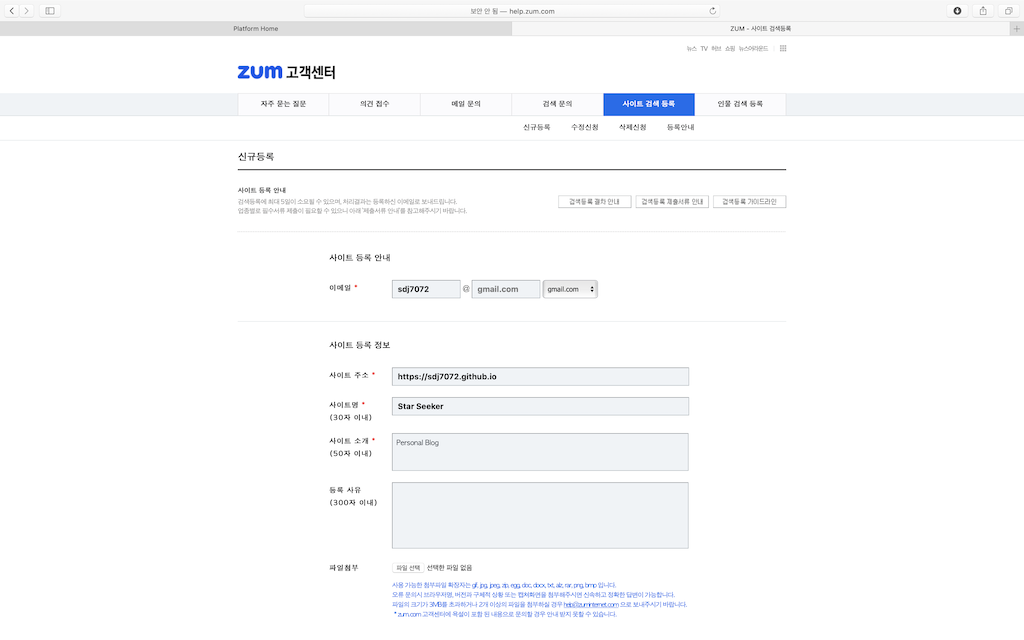 보안 안 됨 — help.zum.com
Platform Home
ZUM - 사이트 검색등록
뉴스 TV 허브 쇼핑 뉴스어라운드
zum 고객센터
자주 묻는 질문 의견 접수 메일 문의 검색 문의 사이트 검색 등록 인물 검색 등록
신규등록 수정신청 삭제신청 등록안내
신규등록
사이트 등록 안내
검색등록에 최대 5일이 소요될 수 있으며, 처리결과는 등록하신 이메일로 보내드립니다.
업종별로 필수서류 제출이 필요할 수 있으니 아래 '제출서류 안내'를 참고해주시기 바랍니다.
검색등록 절차 안내 검색등록 제출서류 안내 검색등록 가이드라인
사이트 등록 안내
이메일 * sdj7072 @ gmail.com gmail.com
사이트 등록 정보
사이트 주소 * https://sdj7072.github.io
사이트명 * Star Seeker
(30자 이내)
사이트 소개 * Personal Blog
(50자 이내)
등록 사유
(300자 이내)
파일첨부 파일 선택 선택한 파일 없음
사용 가능한 첨부파일 확장자는 gif, jpg, jpeg, zip, egg, doc, docx, txt, alz, rar, png, bmp 입니다.
오류 문의시 브라우저명, 버전과 구체적 상황 또는 캡쳐화면을 첨부해주시면 신속하고 정확한 답변이 가능합니다.
파일의 크기가 3MB를 초과하거나 2개 이상의 파일을 첨부하실 경우 help@zuminternet.com 으로 보내주시기 바랍니다.
* zum.com 고객센터에 욕설이 포함 된 내용으로 문의할 경우 안내 받지 못할 수 있습니다.